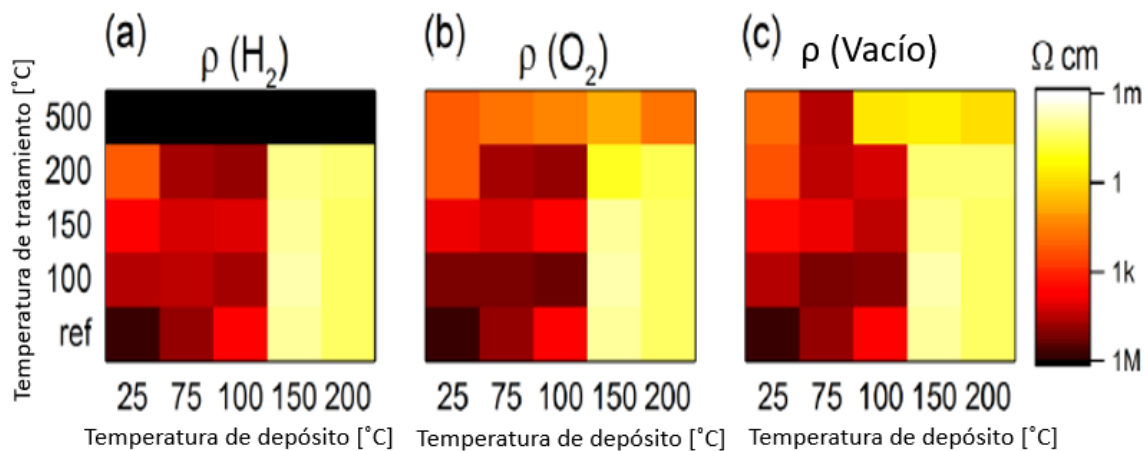 (a)
ρ (H₂)
(b)
ρ (O₂)
(c)
ρ (Vacío)
Ω cm
Temperatura de tratamiento [˚C]
500
200
150
100
ref
1m
1
1k
1M
25 75 100 150 200
25 75 100 150 200
25 75 100 150 200
Temperatura de depósito [˚C]
Temperatura de depósito [˚C]
Temperatura de depósito [˚C]